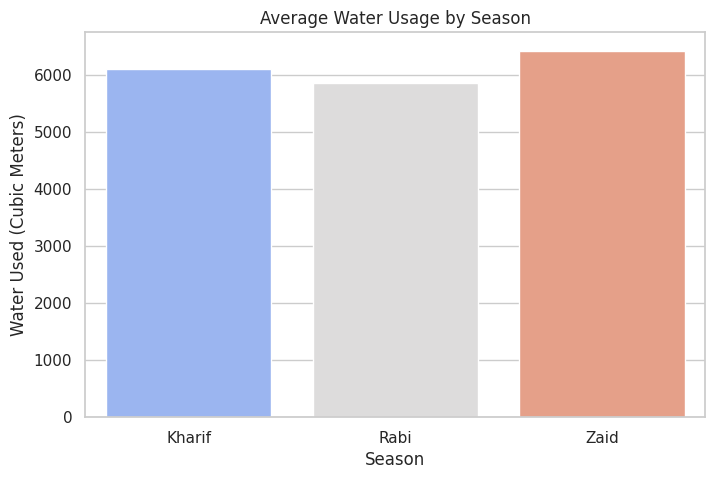 Average Water Usage by Season
Water Used (Cubic Meters)
6000
5000
4000
3000
2000
1000
0
Kharif
Rabi
Zaid
Season